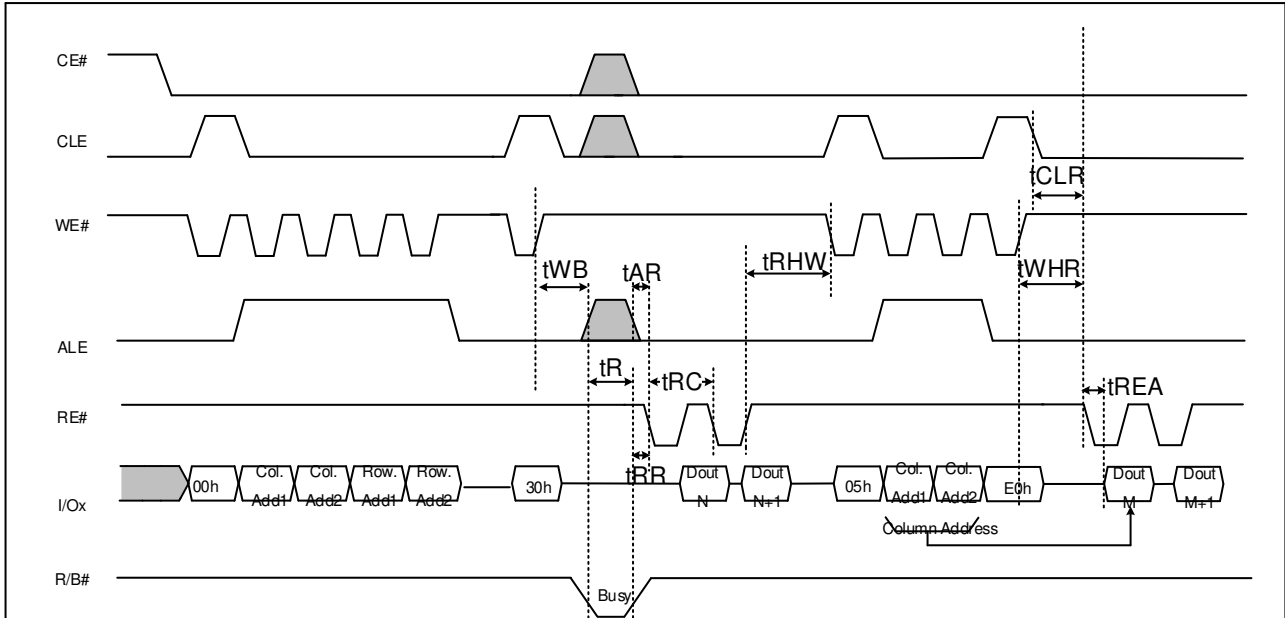 CE#
CLE
tCLR
WE#
tWB
tAR
tRHW
tWHR
ALE
tR
tRC
tREA
RE#
tRR
I/Ox
00h
Col.
Add1
Col.
Add2
Row.
Add1
Row.
Add2
30h
Dout
N
Dout
N+1
05h
Col.
Add1
Col.
Add2
E0h
Dout
M
Dout
M+1
Column Address
R/B#
Busy